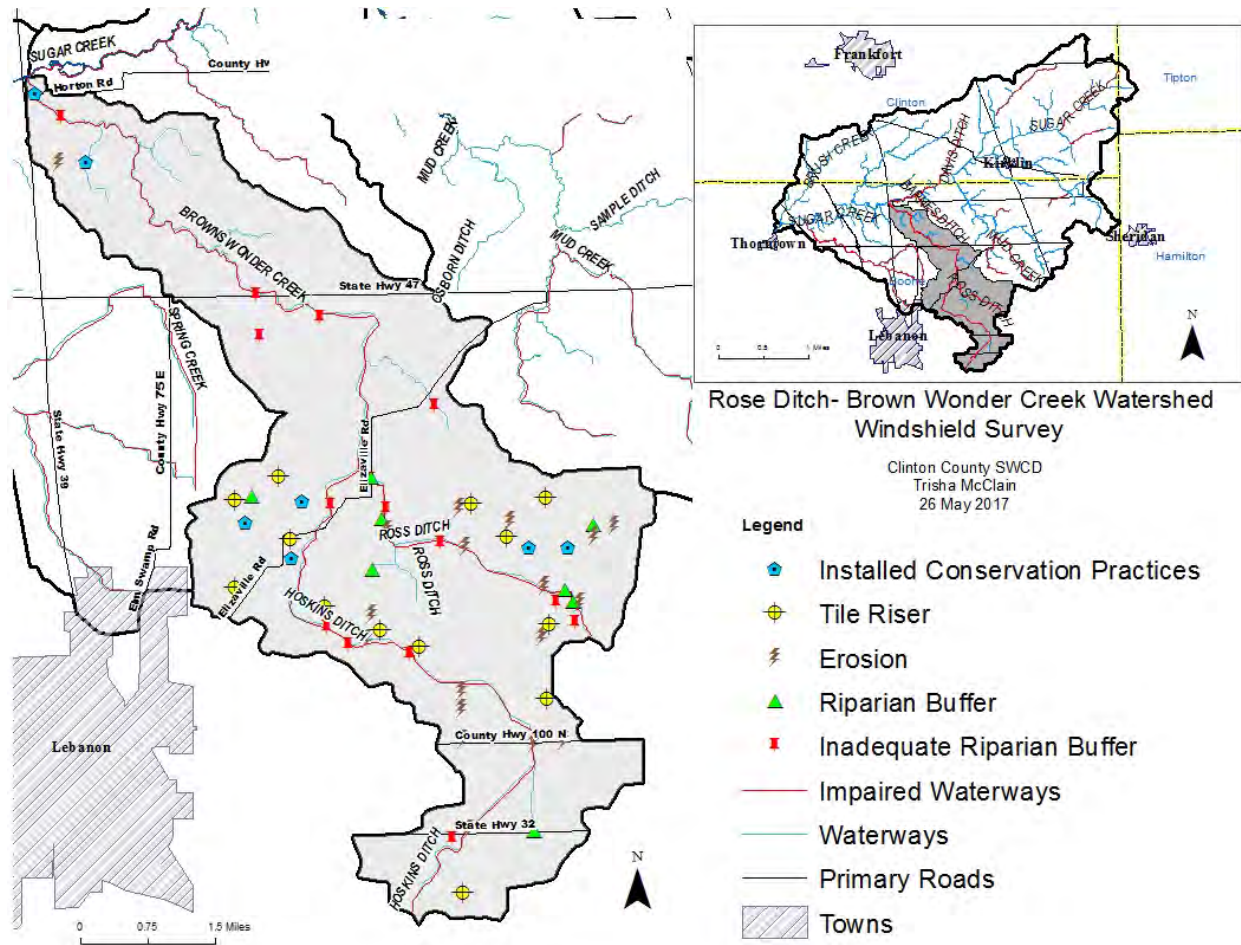 SUGAR CREEK
County Hv
Horton Rd
MUD CREEK
SAMPLE DITCH
MUD CREEK
BROWNS WONDER CREEK
OSBORN DITCH
State Hwy 47
SPRING CREEK
County Hwy 75 E
State Hwy 39
Elizaville Rd
Elm Swamp Rd
ROSS DITCH
ROSS DITCH
Elizaville Rd
HOSKINS DITCH
Lebanon
County Hwy 100 N
State Hwy 32
HOSKINS DITCH
N
0 0.75 1.5 Miles
Frankfort
Tipton
Clinton
SUGAR CREEK
BRUSH CREEK
DAVIS DITCH
Kirklin
BARNES DITCH
SUGAR CREEK
MUD CREEK
Thorntown
Sheridan
Hamilton
Boone
ROSS DITCH
Lebanon
N
0 0.5 1 Miles
Rose Ditch- Brown Wonder Creek Watershed
Windshield Survey
Clinton County SWCD
Trisha McClain
26 May 2017
Legend
Installed Conservation Practices
Tile Riser
Erosion
Riparian Buffer
Inadequate Riparian Buffer
Impaired Waterways
Waterways
Primary Roads
Towns